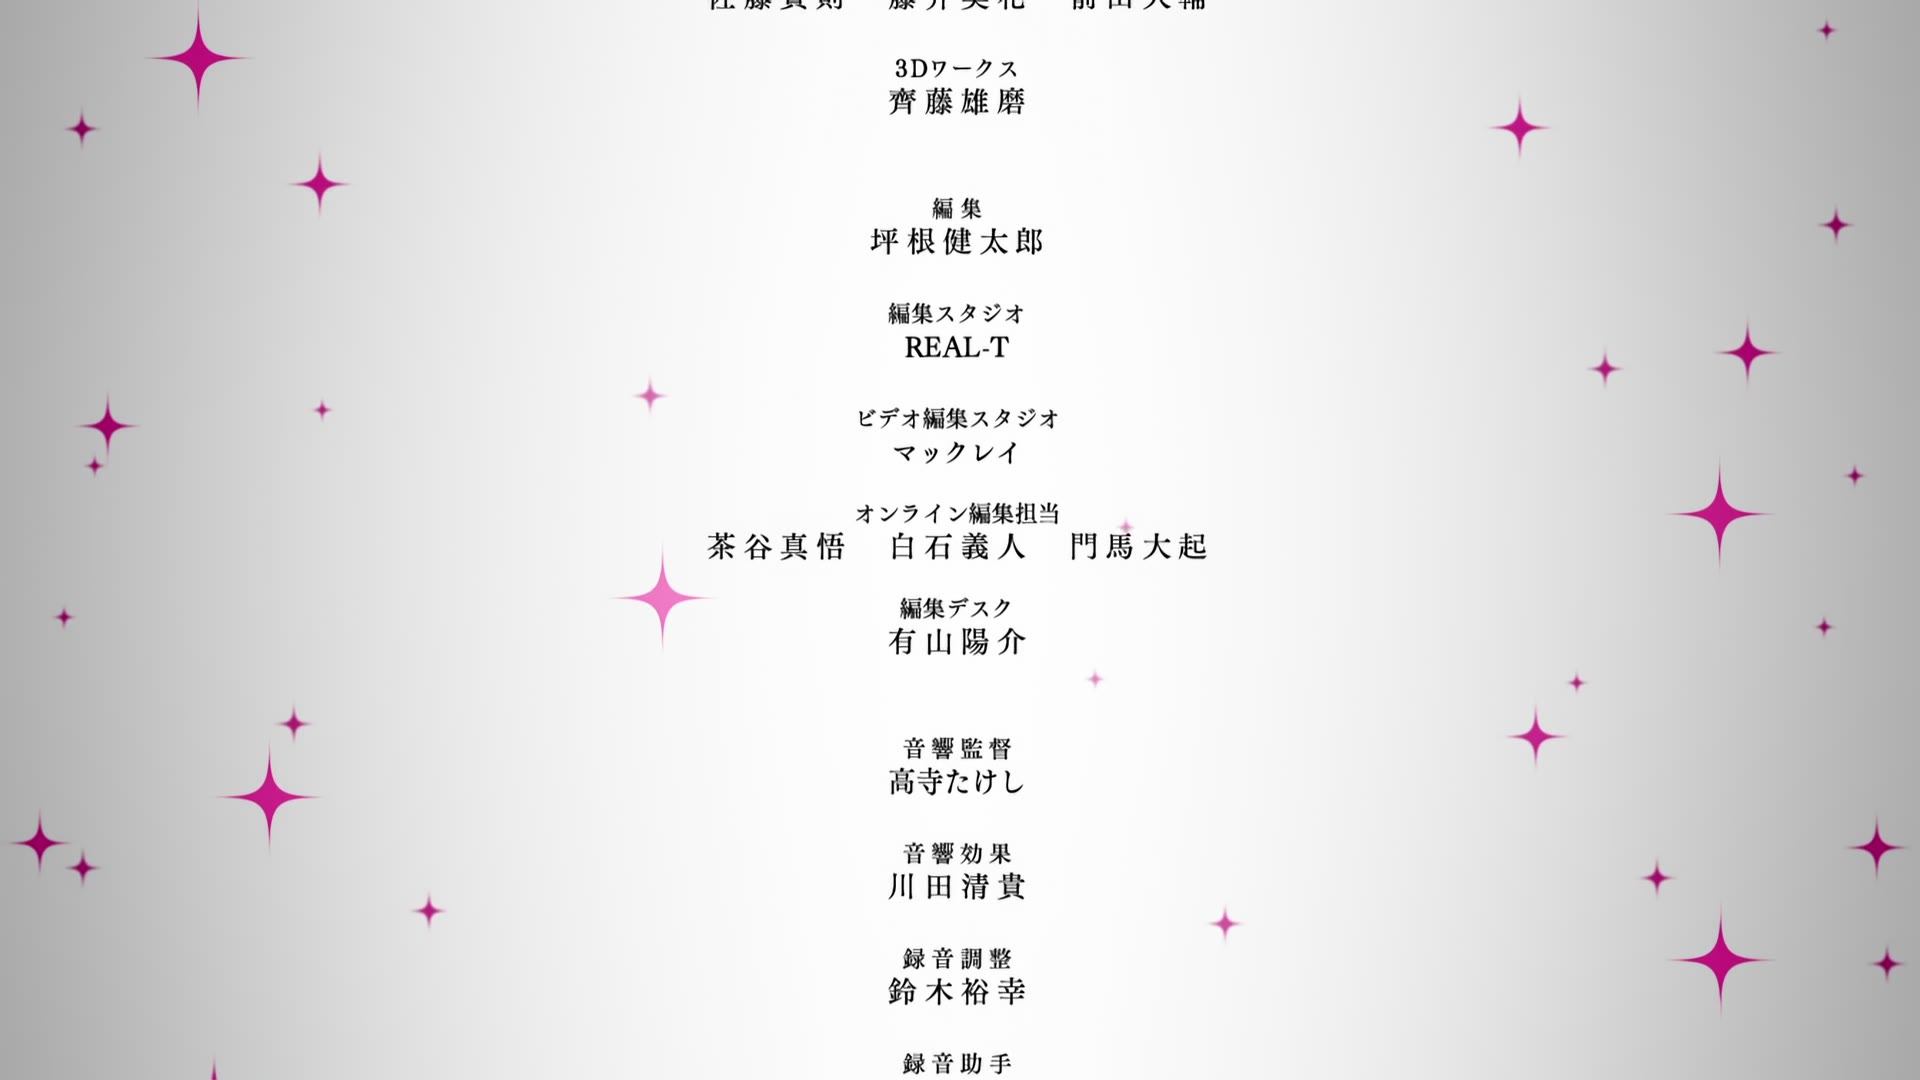 3Dワークス
齊藤雄磨
編集
坪根健太郎
編集スタジオ
REAL-T
ビデオ編集スタジオ
マックレイ
オンライン編集担当
茶谷真悟 白石義人 門馬大起
編集デスク
有山陽介
音響監督
高寺たけし
音響効果
川田清貴
録音調整
鈴木裕幸
録音助手